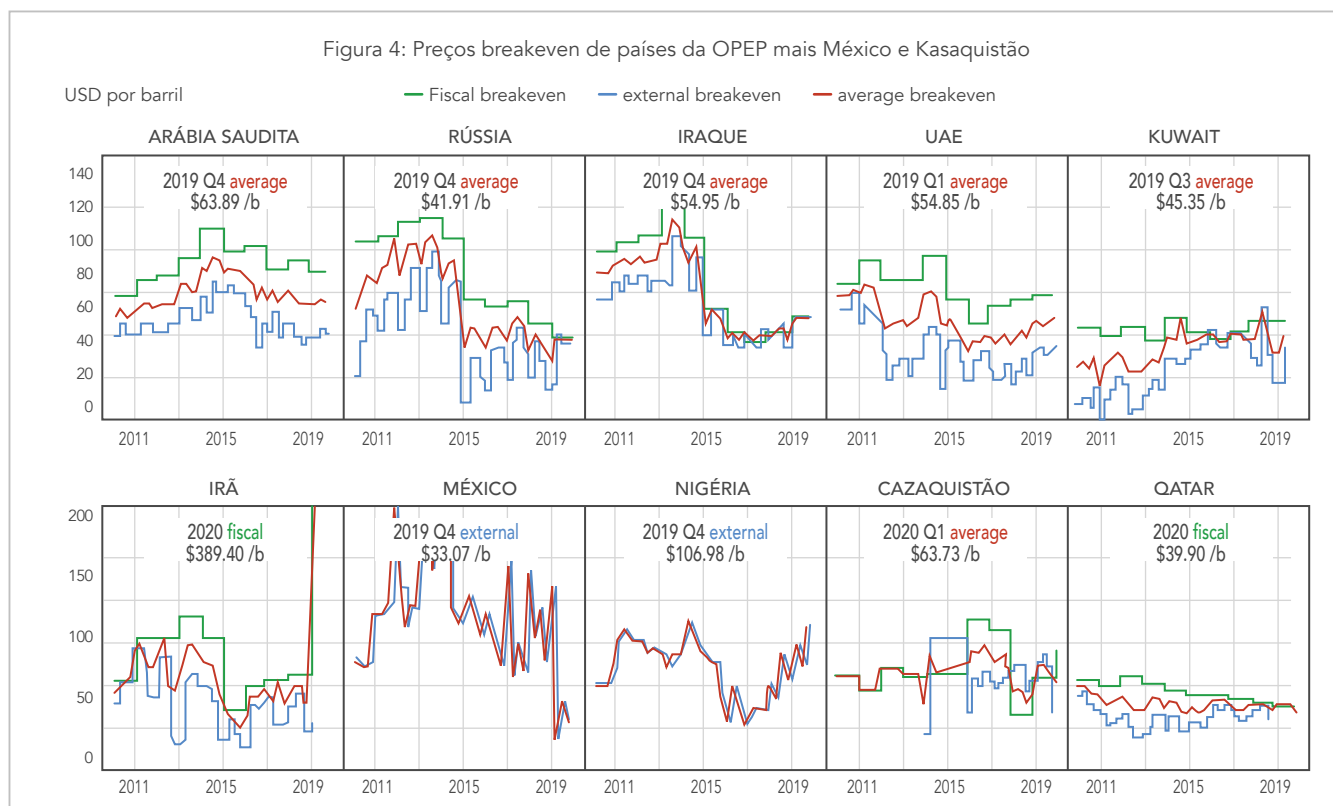 Figura 4: Preços breakeven de países da OPEP mais México e Kasaquistão
USD por barril
Fiscal breakeven
external breakeven
average breakeven
ARÁBIA SAUDITA
RÚSSIA
IRAQUE
UAE
KUWAIT
140
120
100
80
60
40
20
0
2019 Q4 average
$63.89 /b
2019 Q4 average
$41.91 /b
2019 Q4 average
$54.95 /b
2019 Q1 average
$54.85 /b
2019 Q3 average
$45.35 /b
2011 2015 2019
2011 2015 2019
2011 2015 2019
2011 2015 2019
2011 2015 2019
IRÃ
MÉXICO
NIGÉRIA
CAZAQUISTÃO
QATAR
200
150
100
50
0
2020 fiscal
$389.40 /b
2019 Q4 external
$33.07 /b
2019 Q4 external
$106.98 /b
2020 Q1 average
$63.73 /b
2020 fiscal
$39.90 /b
2011 2015 2019
2011 2015 2019
2011 2015 2019
2011 2015 2019
2011 2015 2019